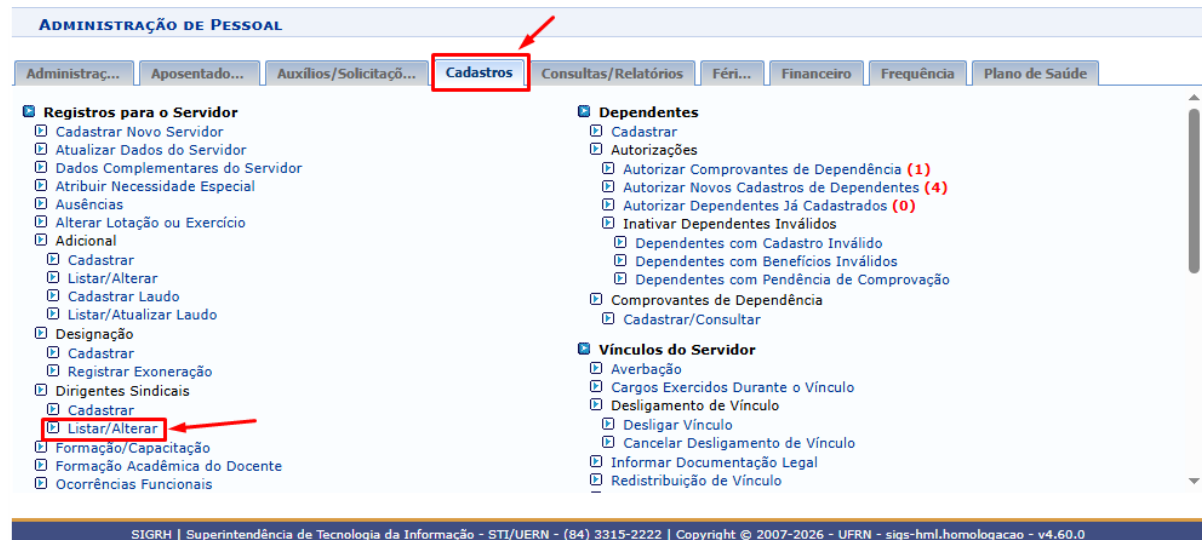 ADMINISTRAÇÃO DE PESSOAL
Administraç...
Aposentado...
Auxílios/Solicitaçõ...
Cadastros
Consultas/Relatórios
Féri...
Financeiro
Frequência
Plano de Saúde
Registros para o Servidor
Cadastrar Novo Servidor
Atualizar Dados do Servidor
Dados Complementares do Servidor
Atribuir Necessidade Especial
Ausências
Alterar Lotação ou Exercício
Adicional
Cadastrar
Listar/Alterar
Cadastrar Laudo
Listar/Atualizar Laudo
Designação
Cadastrar
Registrar Exoneração
Dirigentes Sindicais
Cadastrar
Listar/Alterar
Formação/Capacitação
Formação Acadêmica do Docente
Ocorrências Funcionais
Dependentes
Cadastrar
Autorizações
Autorizar Comprovantes de Dependência (1)
Autorizar Novos Cadastros de Dependentes (4)
Autorizar Dependentes Já Cadastrados (0)
Inativar Dependentes Inválidos
Dependentes com Cadastro Inválido
Dependentes com Benefícios Inválidos
Dependentes com Pendência de Comprovação
Comprovantes de Dependência
Cadastrar/Consultar
Vínculos do Servidor
Averbação
Cargos Exercidos Durante o Vínculo
Desligamento de Vínculo
Desligar Vínculo
Cancelar Desligamento de Vínculo
Informar Documentação Legal
Redistribuição de Vínculo
SIGRH | Superintendência de Tecnologia da Informação - STI/UERN - (84) 3315-2222 | Copyright © 2007-2026 - UFRN - sigs-hml.homologacao - v4.60.0